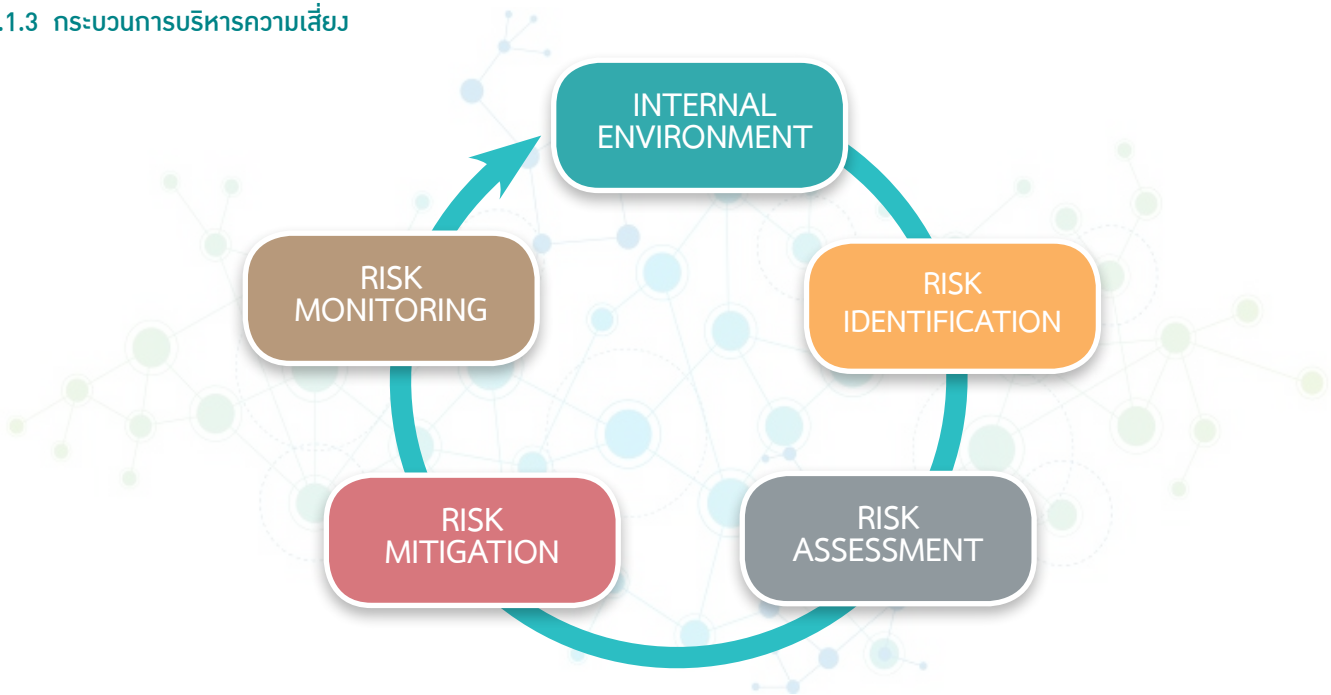 .1.3 กระบวนการบริหารความเสี่ยง
INTERNAL
ENVIRONMENT
RISK
IDENTIFICATION
RISK
ASSESSMENT
RISK
MITIGATION
RISK
MONITORING